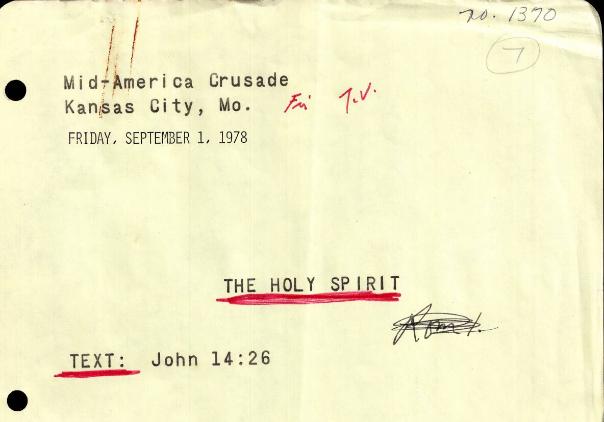 no. 1370
7
Mid-America Crusade
Kansas City, Mo. Fri T.V.
FRIDAY, SEPTEMBER 1, 1978
THE HOLY SPIRIT
TEXT: John 14:26